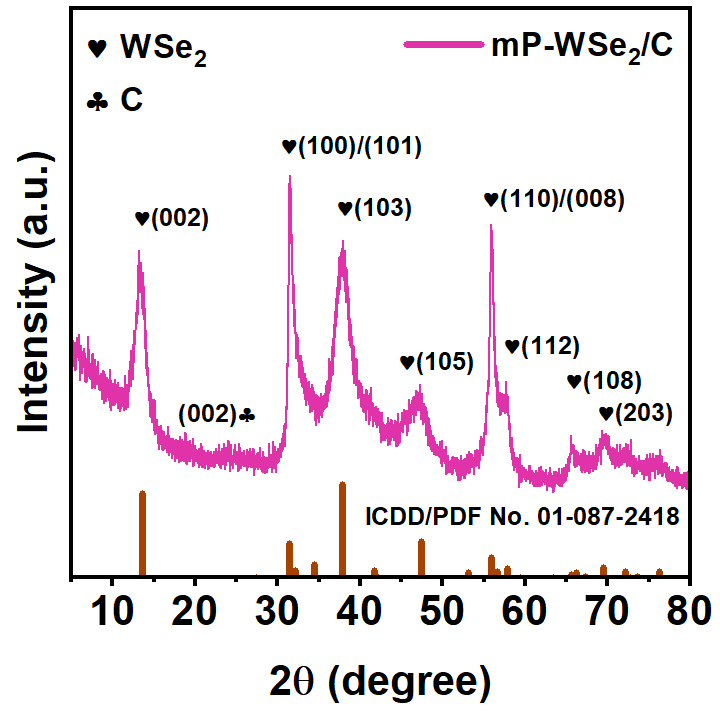 ♥ WSe₂
mP-WSe₂/C
♣ C
♥(100)/(101)
♥(002)
♥(103)
♥(110)/(008)
♥(105)
♥(112)
♥(108)
(002)♣
♥(203)
ICDD/PDF No. 01-087-2418
Intensity (a.u.)
10 20 30 40 50 60 70 80
2θ (degree)